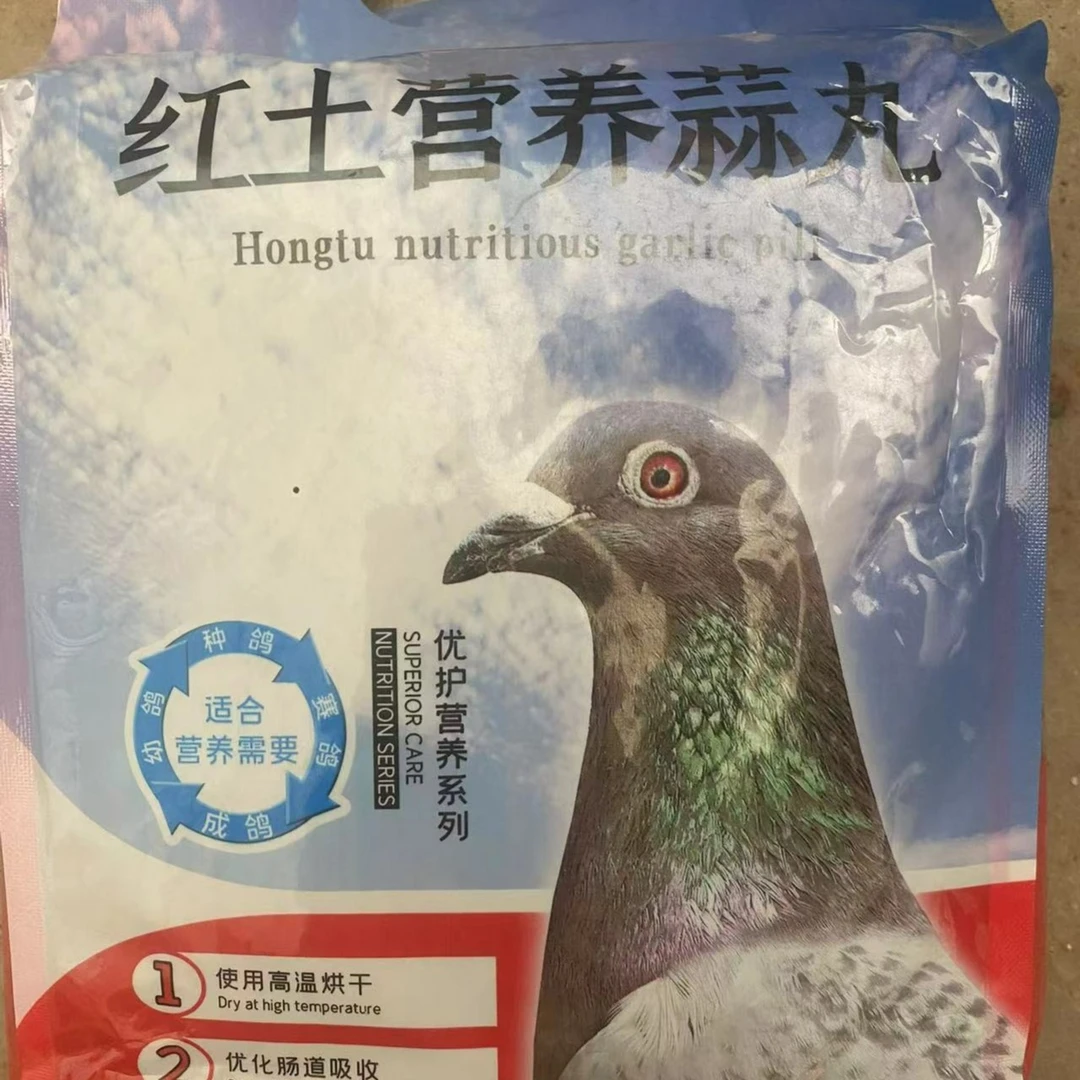 红土营养蒜丸
Hongtu nutritious garlic pill
种鸽
赛鸽
成鸽
幼鸽
适合
营养需要
优护营养系列
SUPERIOR CARE
NUTRITION SERIES
1
使用高温烘干
Dry at high temperature
2
优化肠道吸收